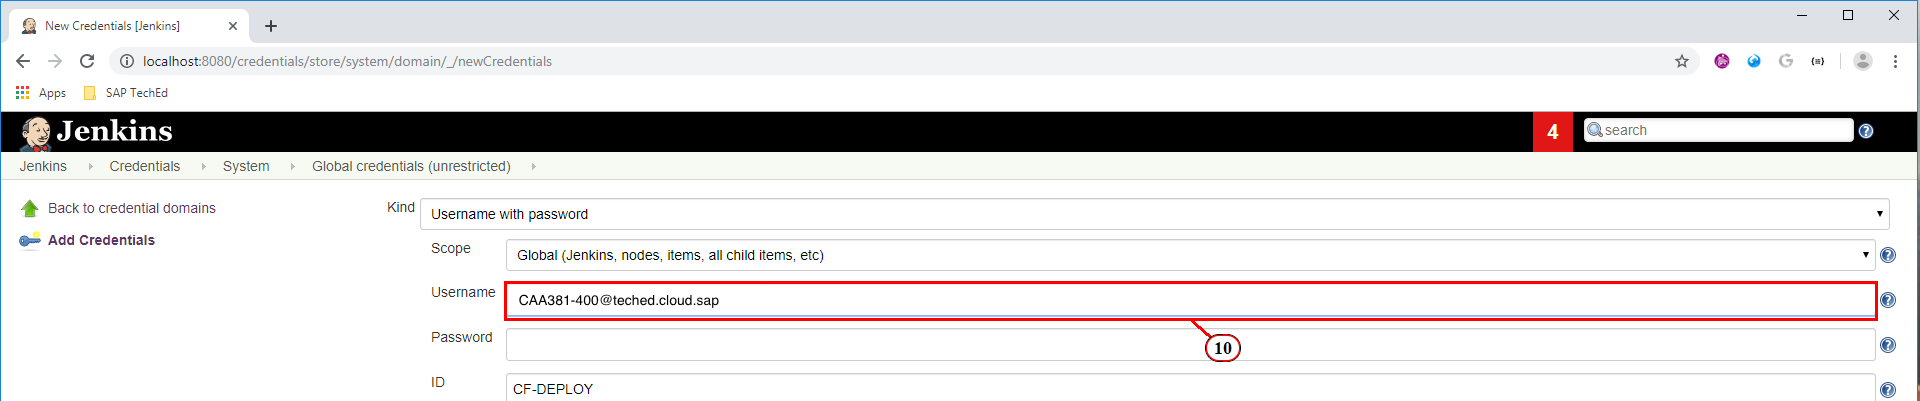 New Credentials [Jenkins]
localhost:8080/credentials/store/system/domain/_/newCredentials
Apps SAP TechEd
Jenkins 4 search
Jenkins Credentials System Global credentials (unrestricted)
Back to credential domains
Add Credentials
Kind Username with password
Scope Global (Jenkins, nodes, items, all child items, etc)
Username CAA381-400@teched.cloud.sap
Password
10
ID CF-DEPLOY